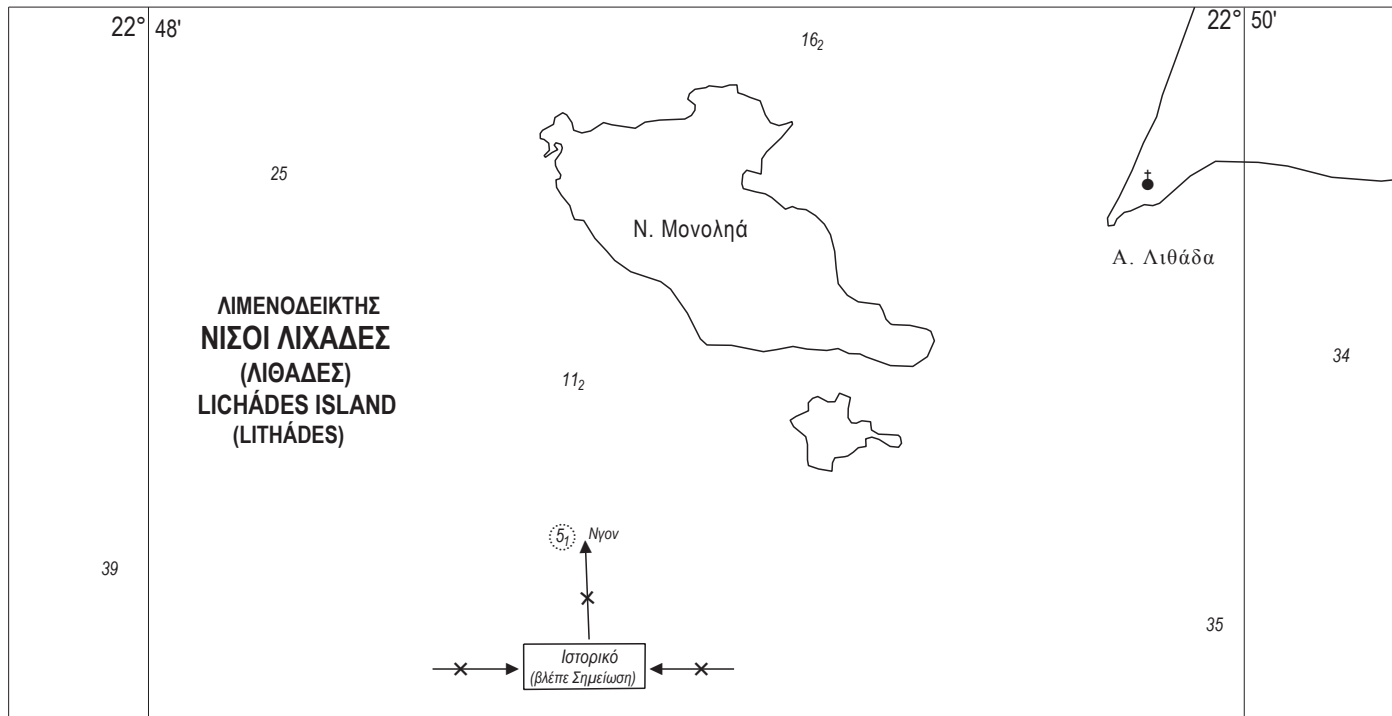 22° 48'
22° 50'
16₂
25
Ν. Μονοληά
Α. Λιθάδα
ΛΙΜΕΝΟΔΕΙΚΤΗΣ
ΝΙΣΟΙ ΛΙΧΑΔΕΣ
(ΛΙΘΑΔΕΣ)
LICHÁDES ISLAND
(LITHÁDES)
34
11₂
5₁ Νγον
39
35
Ιστορικό
(βλέπε Σημείωση)